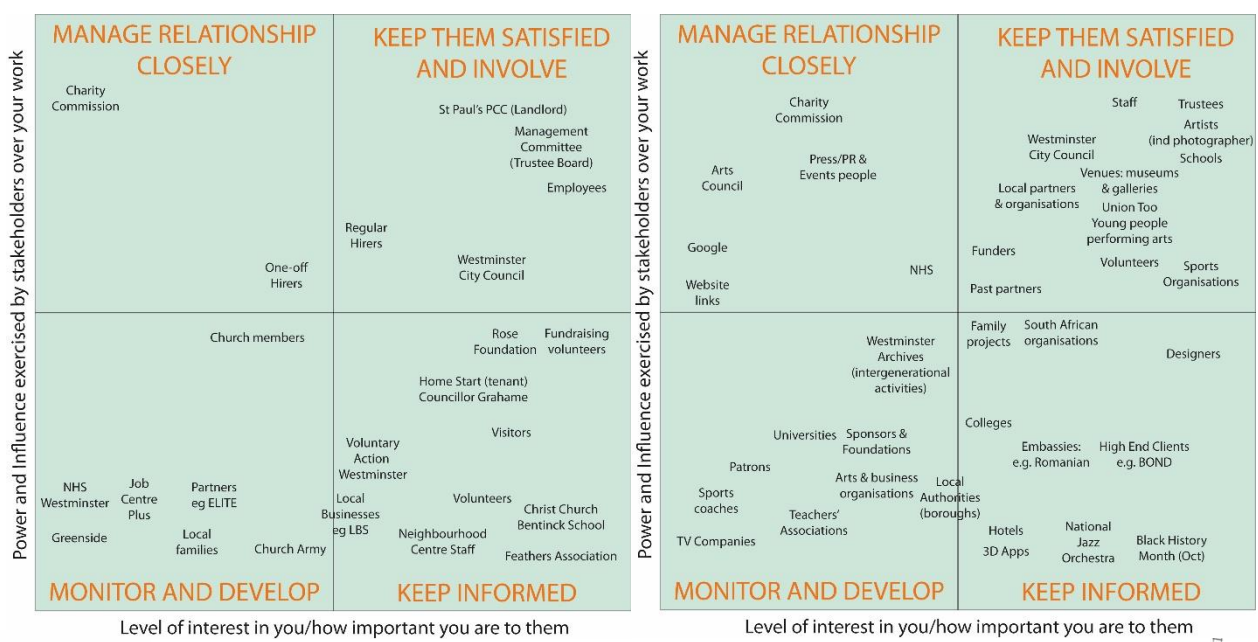 Power and Influence exercised by stakeholders over your work
MANAGE RELATIONSHIP
CLOSELY
KEEP THEM SATISFIED
AND INVOLVE
Charity
Commission
St Paul's PCC (Landlord)
Management
Committee
(Trustee Board)
Employees
Regular
Hirers
Westminster
City Council
One-off
Hirers
Church members
Rose
Foundation
Fundraising
volunteers
Home Start (tenant)
Councillor Grahame
Visitors
Voluntary
Action
Westminster
NHS
Westminster
Job
Centre
Plus
Partners
eg ELITE
Local
Businesses
eg LBS
Volunteers
Christ Church
Bentinck School
Greenside
Local
families
Church Army
Neighbourhood
Centre Staff
Feathers Association
MONITOR AND DEVELOP
KEEP INFORMED
Level of interest in you/how important you are to them
Power and Influence exercised by stakeholders over your work
MANAGE RELATIONSHIP
CLOSELY
KEEP THEM SATISFIED
AND INVOLVE
Charity
Commission
Arts
Council
Press/PR &
Events people
Google
NHS
Website
links
Staff
Trustees
Artists
(ind photographer)
Westminster
City Council
Schools
Venues: museums
& galleries
Local partners
& organisations
Union Too
Young people
performing arts
Funders
Volunteers
Sports
Organisations
Past partners
Westminster
Archives
(intergenerational
activities)
Family
projects
South African
organisations
Designers
Universities
Sponsors &
Foundations
Colleges
Patrons
Embassies:
e.g. Romanian
High End Clients
e.g. BOND
Arts & business
organisations
Local
Authorities
(boroughs)
Sports
coaches
Teachers'
Associations
TV Companies
Hotels
3D Apps
National
Jazz
Orchestra
Black History
Month (Oct)
MONITOR AND DEVELOP
KEEP INFORMED
Level of interest in you/how important you are to them